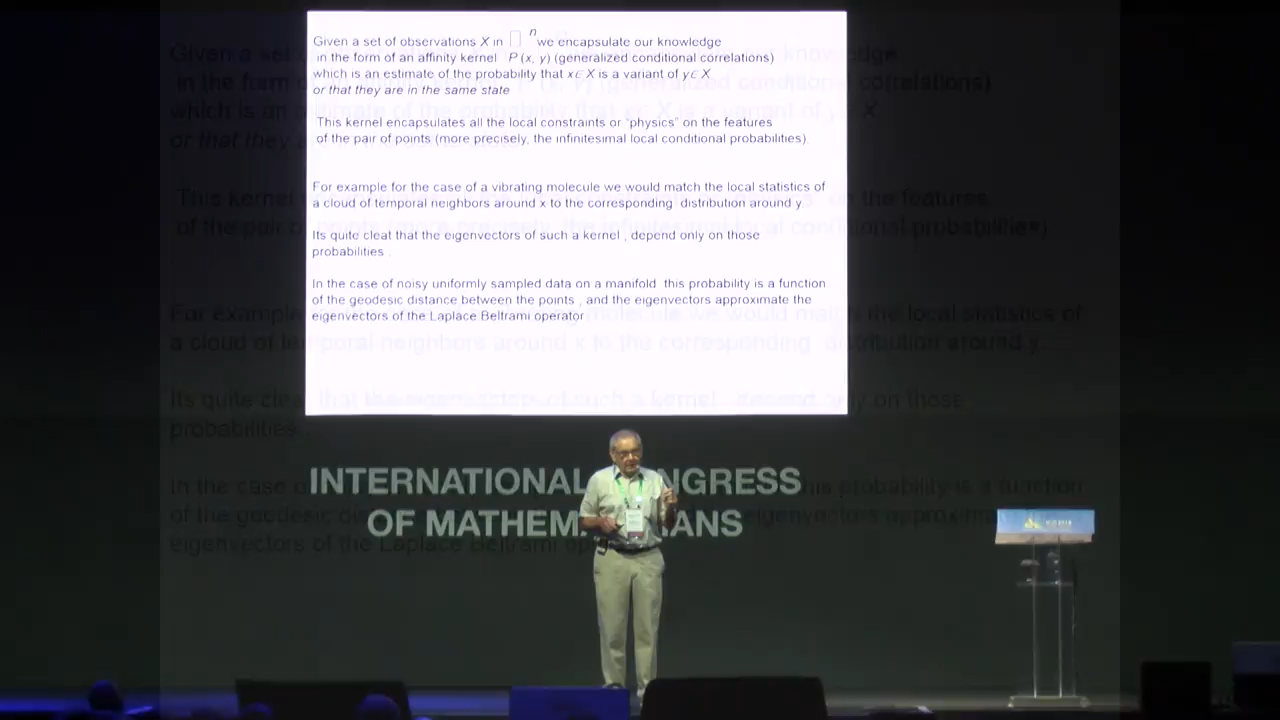 Given a set of observations X in □ n we encapsulate our knowledge
in the form of an affinity kernel P (x, y) (generalized conditional correlations)
which is an estimate of the probability that x∈X is a variant of y∈X
or that they are in the same state
This kernel encapsulates all the local constraints or "physics" on the features
of the pair of points (more precisely, the infinitesimal local conditional probabilities).
For example for the case of a vibrating molecule we would match the local statistics of
a cloud of temporal neighbors around x to the corresponding distribution around y.
Its quite cleat that the eigenvectors of such a kernel , depend only on those
probabilities .
In the case of noisy uniformly sampled data on a manifold this probability is a function
of the geodesic distance between the points , and the eigenvectors approximate the
eigenvectors of the Laplace Beltrami operator
INTERNATIONAL CONGRESS
OF MATHEM IANS